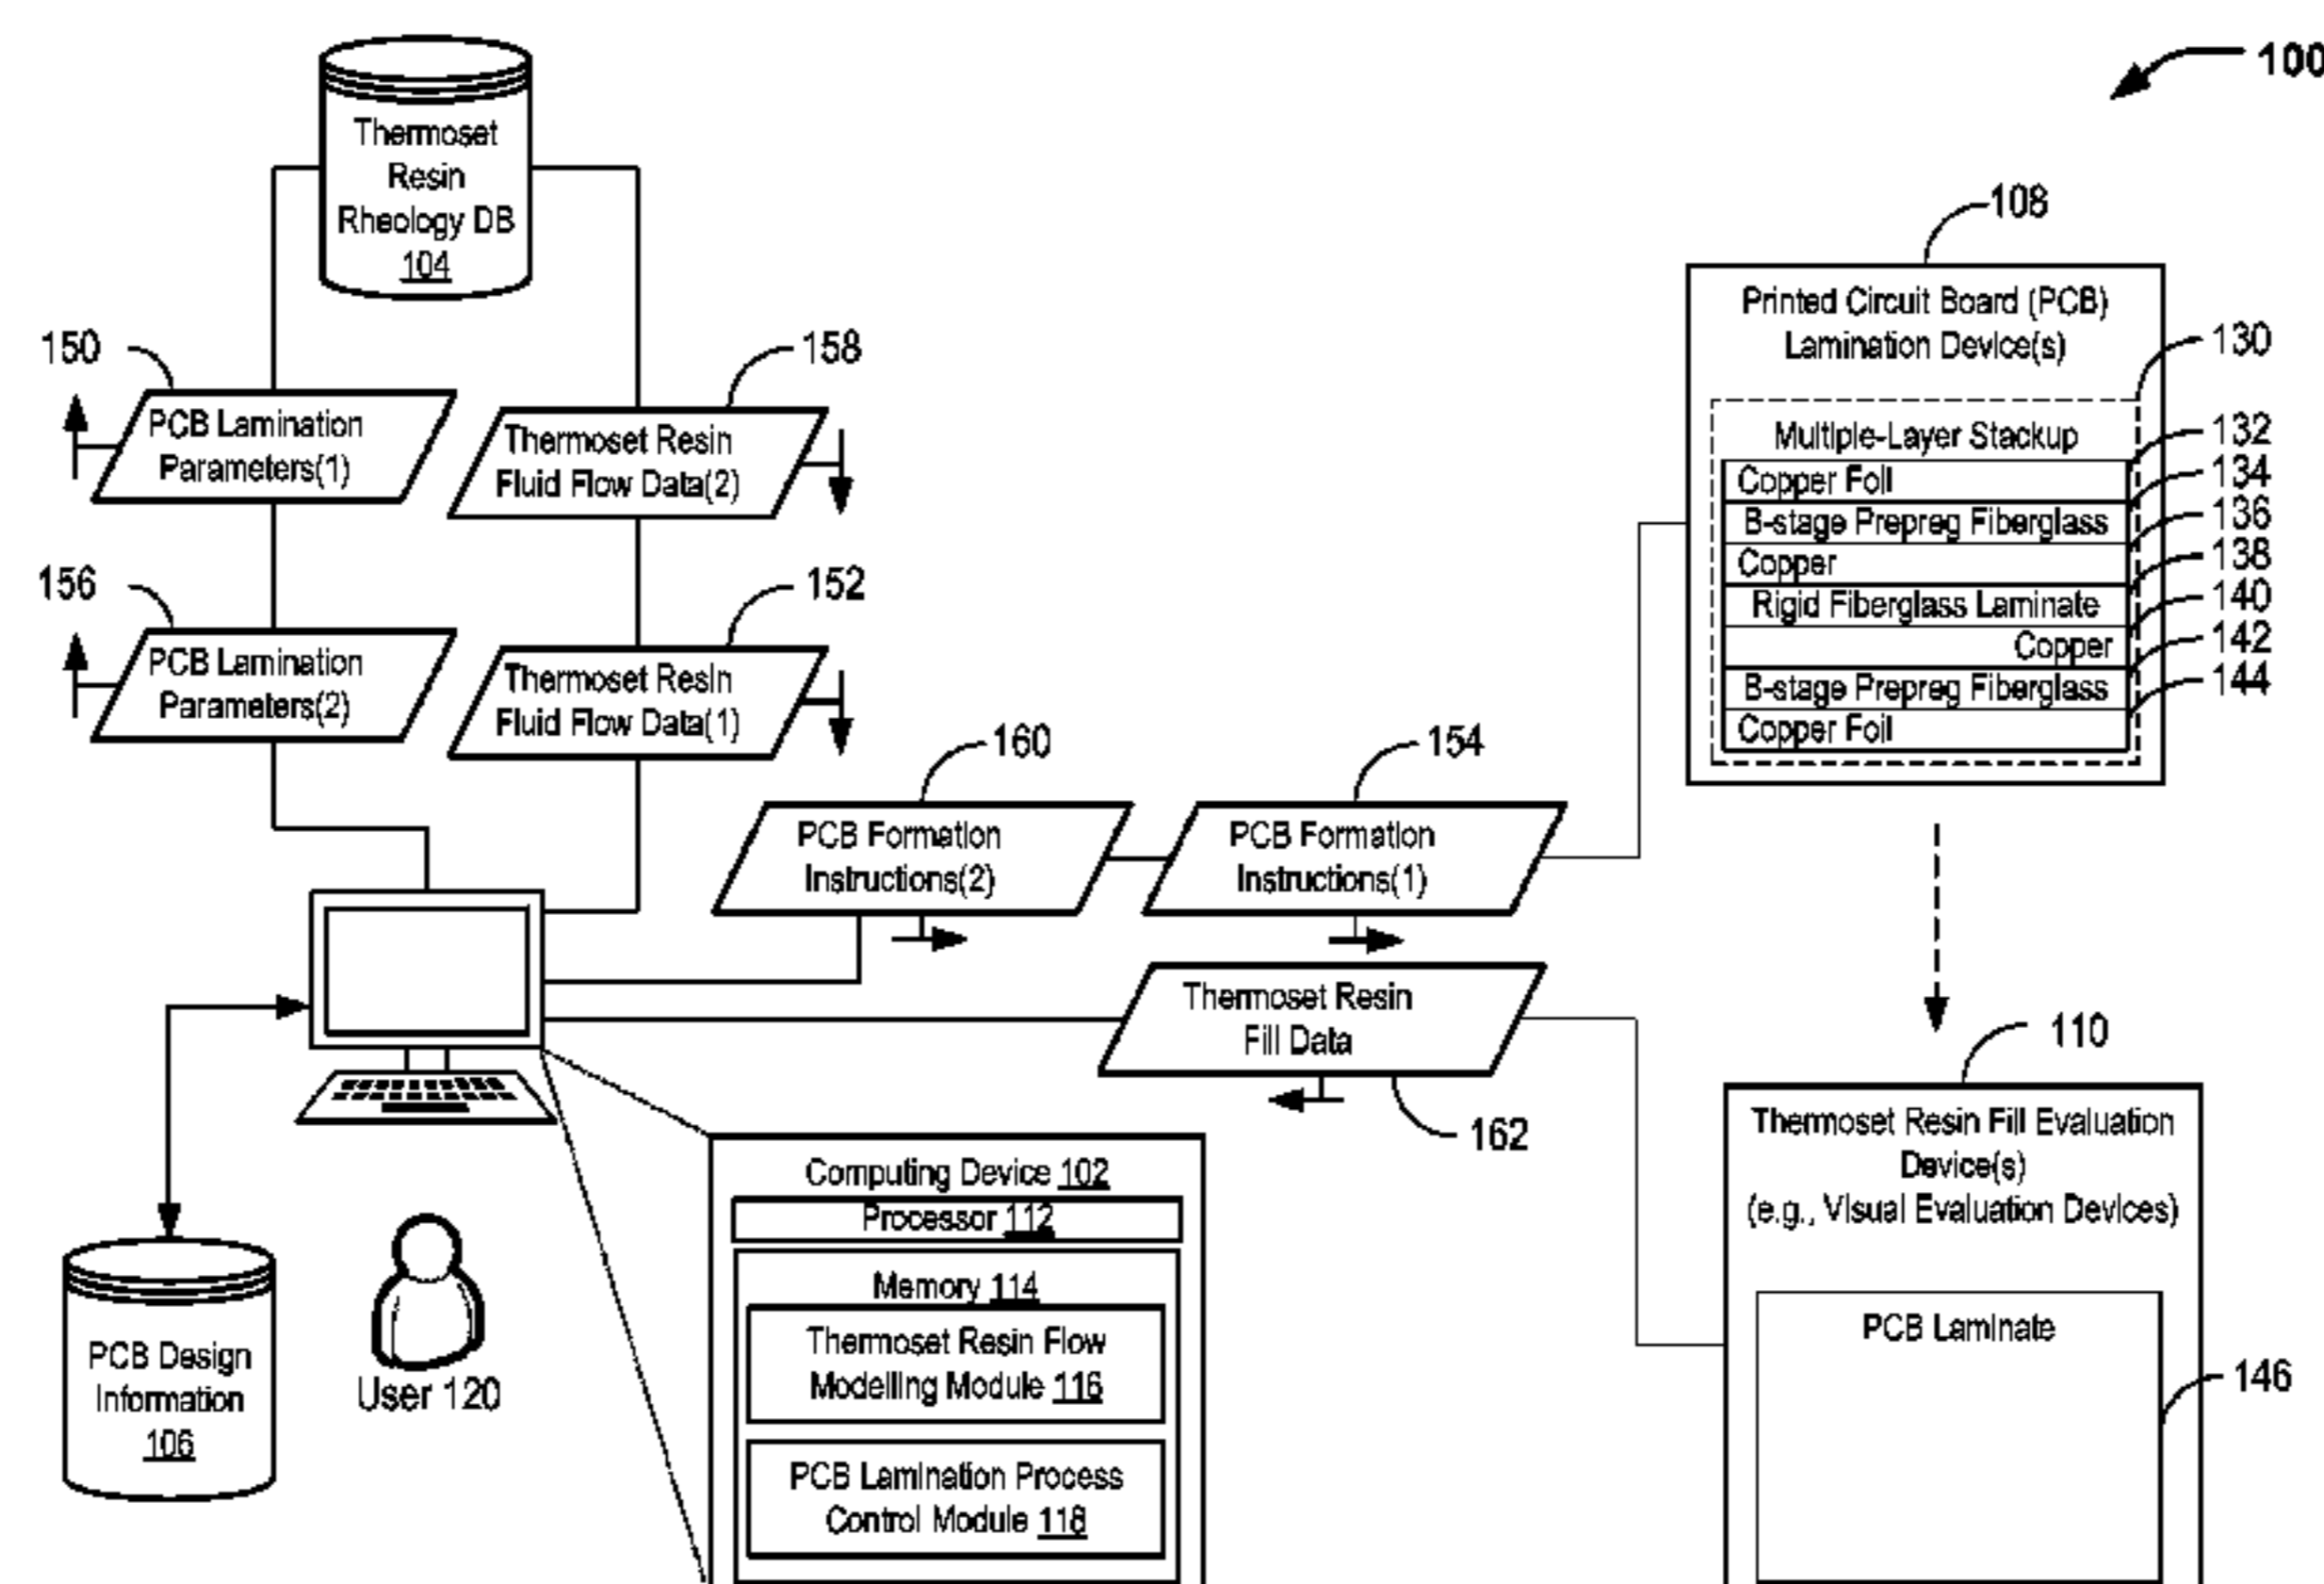 100
Thermoset
Resin
Rheology DB
104
108
Printed Circuit Board (PCB)
Lamination Device(s)
130
Multiple-Layer Stackup
132
Copper Foil
134
B-stage Prepreg Fiberglass
136
Copper
138
Rigid Fiberglass Laminate
140
Copper
142
B-stage Prepreg Fiberglass
144
Copper Foil
150
PCB Lamination
Parameters(1)
158
Thermoset Resin
Fluid Flow Data(2)
156
PCB Lamination
Parameters(2)
152
Thermoset Resin
Fluid Flow Data(1)
160
PCB Formation
Instructions(2)
154
PCB Formation
Instructions(1)
Thermoset Resin
Fill Data
162
110
Thermoset Resin Fill Evaluation
Device(s)
(e.g., Visual Evaluation Devices)
PCB Laminate
146
Computing Device 102
Processor 112
Memory 114
Thermoset Resin Flow
Modelling Module 116
PCB Lamination Process
Control Module 118
PCB Design
Information
106
User 120